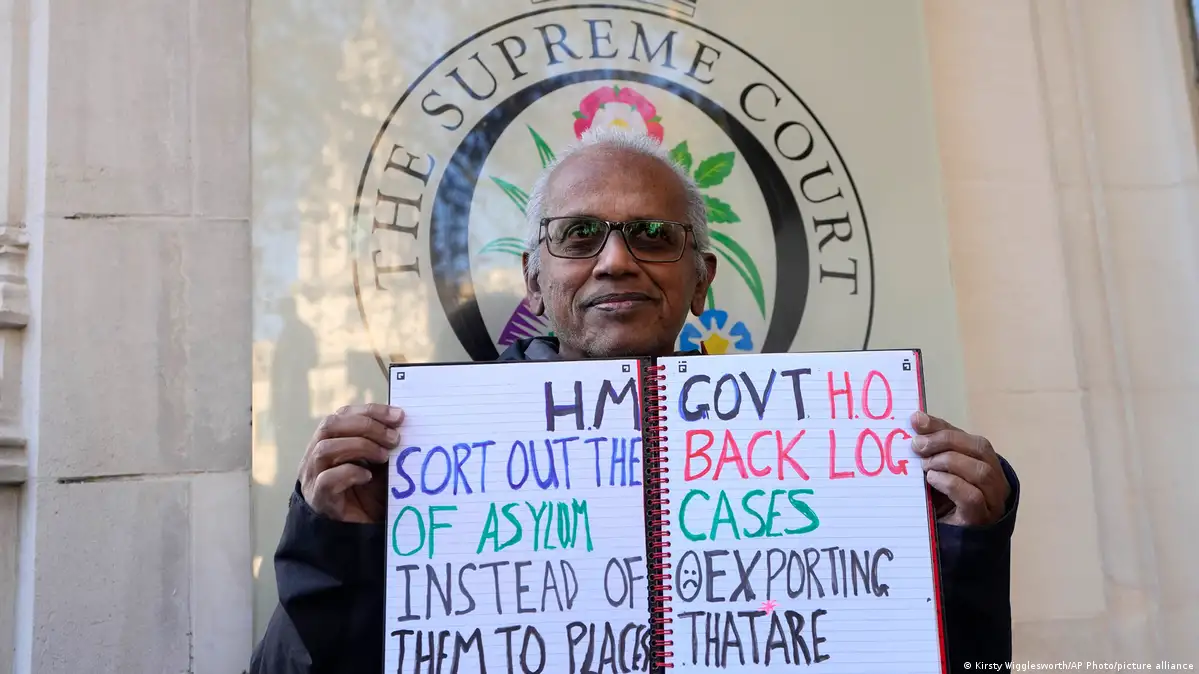 THE SUPREME COURT
H.M GOVT. H.O.
SORT OUT THE BACK LOG
OF ASYLUM CASES
INSTEAD OF ☹EXPORTING
THEM TO PLACES THAT ARE
© Kirsty Wigglesworth/AP Photo/picture alliance